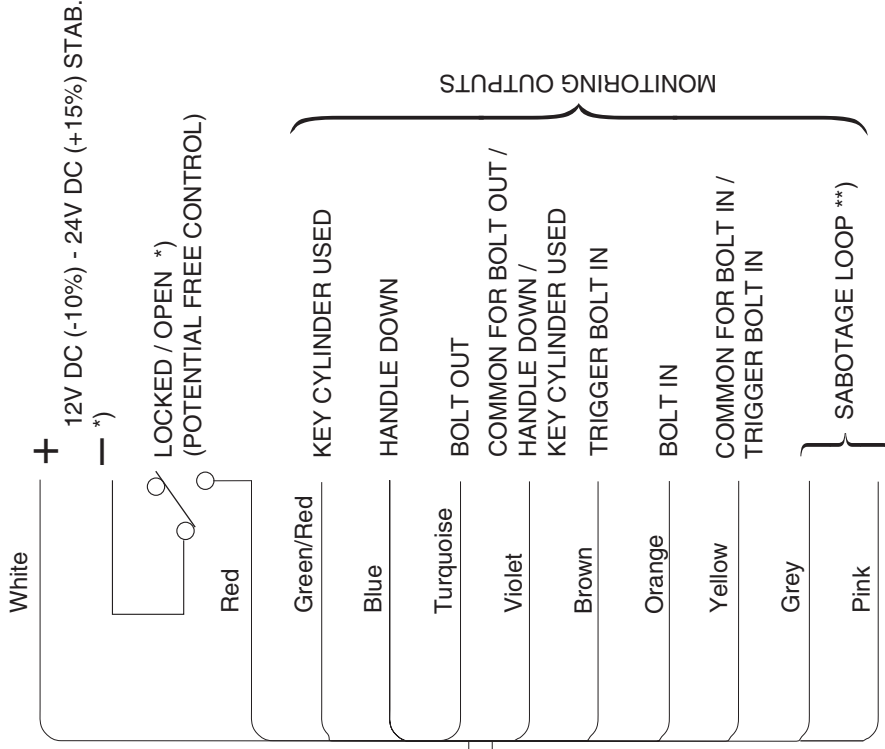 White
+
12V DC (-10%) - 24V DC (+15%) STAB.
– *)
LOCKED / OPEN *)
(POTENTIAL FREE CONTROL)
Red
Green/Red
KEY CYLINDER USED
Blue
HANDLE DOWN
Turquoise
BOLT OUT
Violet
COMMON FOR BOLT OUT /
HANDLE DOWN /
KEY CYLINDER USED
Brown
TRIGGER BOLT IN
Orange
BOLT IN
Yellow
COMMON FOR BOLT IN /
TRIGGER BOLT IN
Grey
Pink
SABOTAGE LOOP **)
MONITORING OUTPUTS